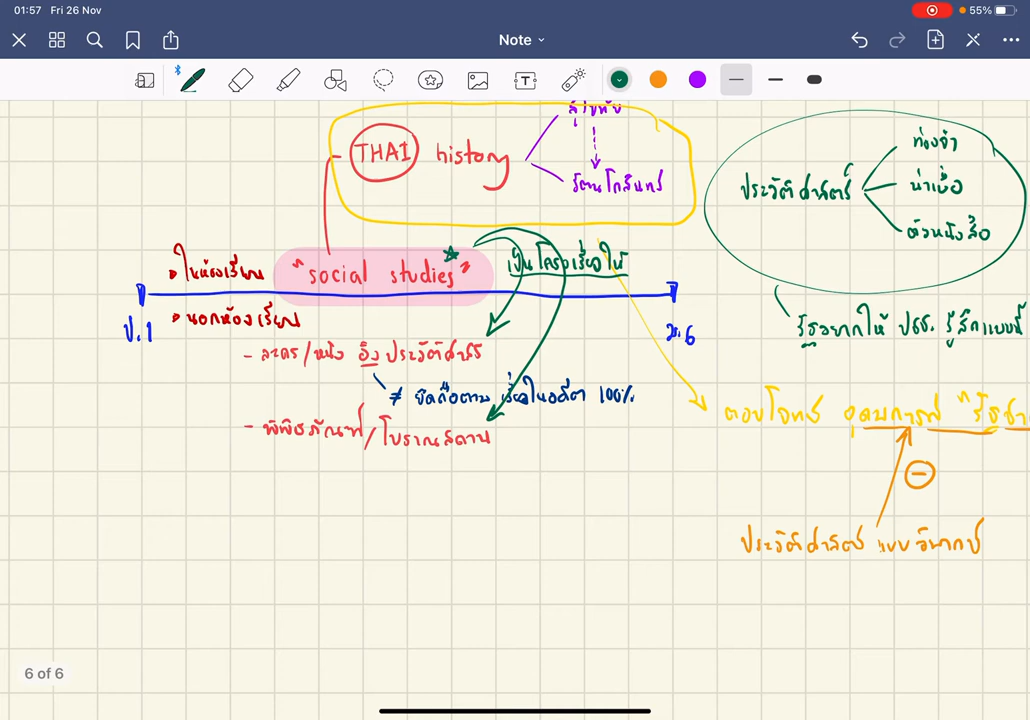 01:57 Fri 26 Nov
55%
Note
สุโขทัย
THAI history
รัตนโกสินทร์
ท่องจำ
ประวัติศาสตร์
น่าเบื่อ
ตัวหนังสือ
ในห้องเรียน
"social studies"
เป็นโครงเรื่องให้
นอกห้องเรียน
ป.1
ม.6
รัฐอยากให้ ปชช. รู้สึกแบบนี้
- ละคร/หนัง อิงประวัติศาสตร์
≠ ยึดถือตาม เรื่องในอดีต 100%
ตอบโจทย์ อุดมการณ์ "รัฐชา
- พิพิธภัณฑ์/โบราณสถาน
ประวัติศาสตร์ แบบวิพากษ์
6 of 6